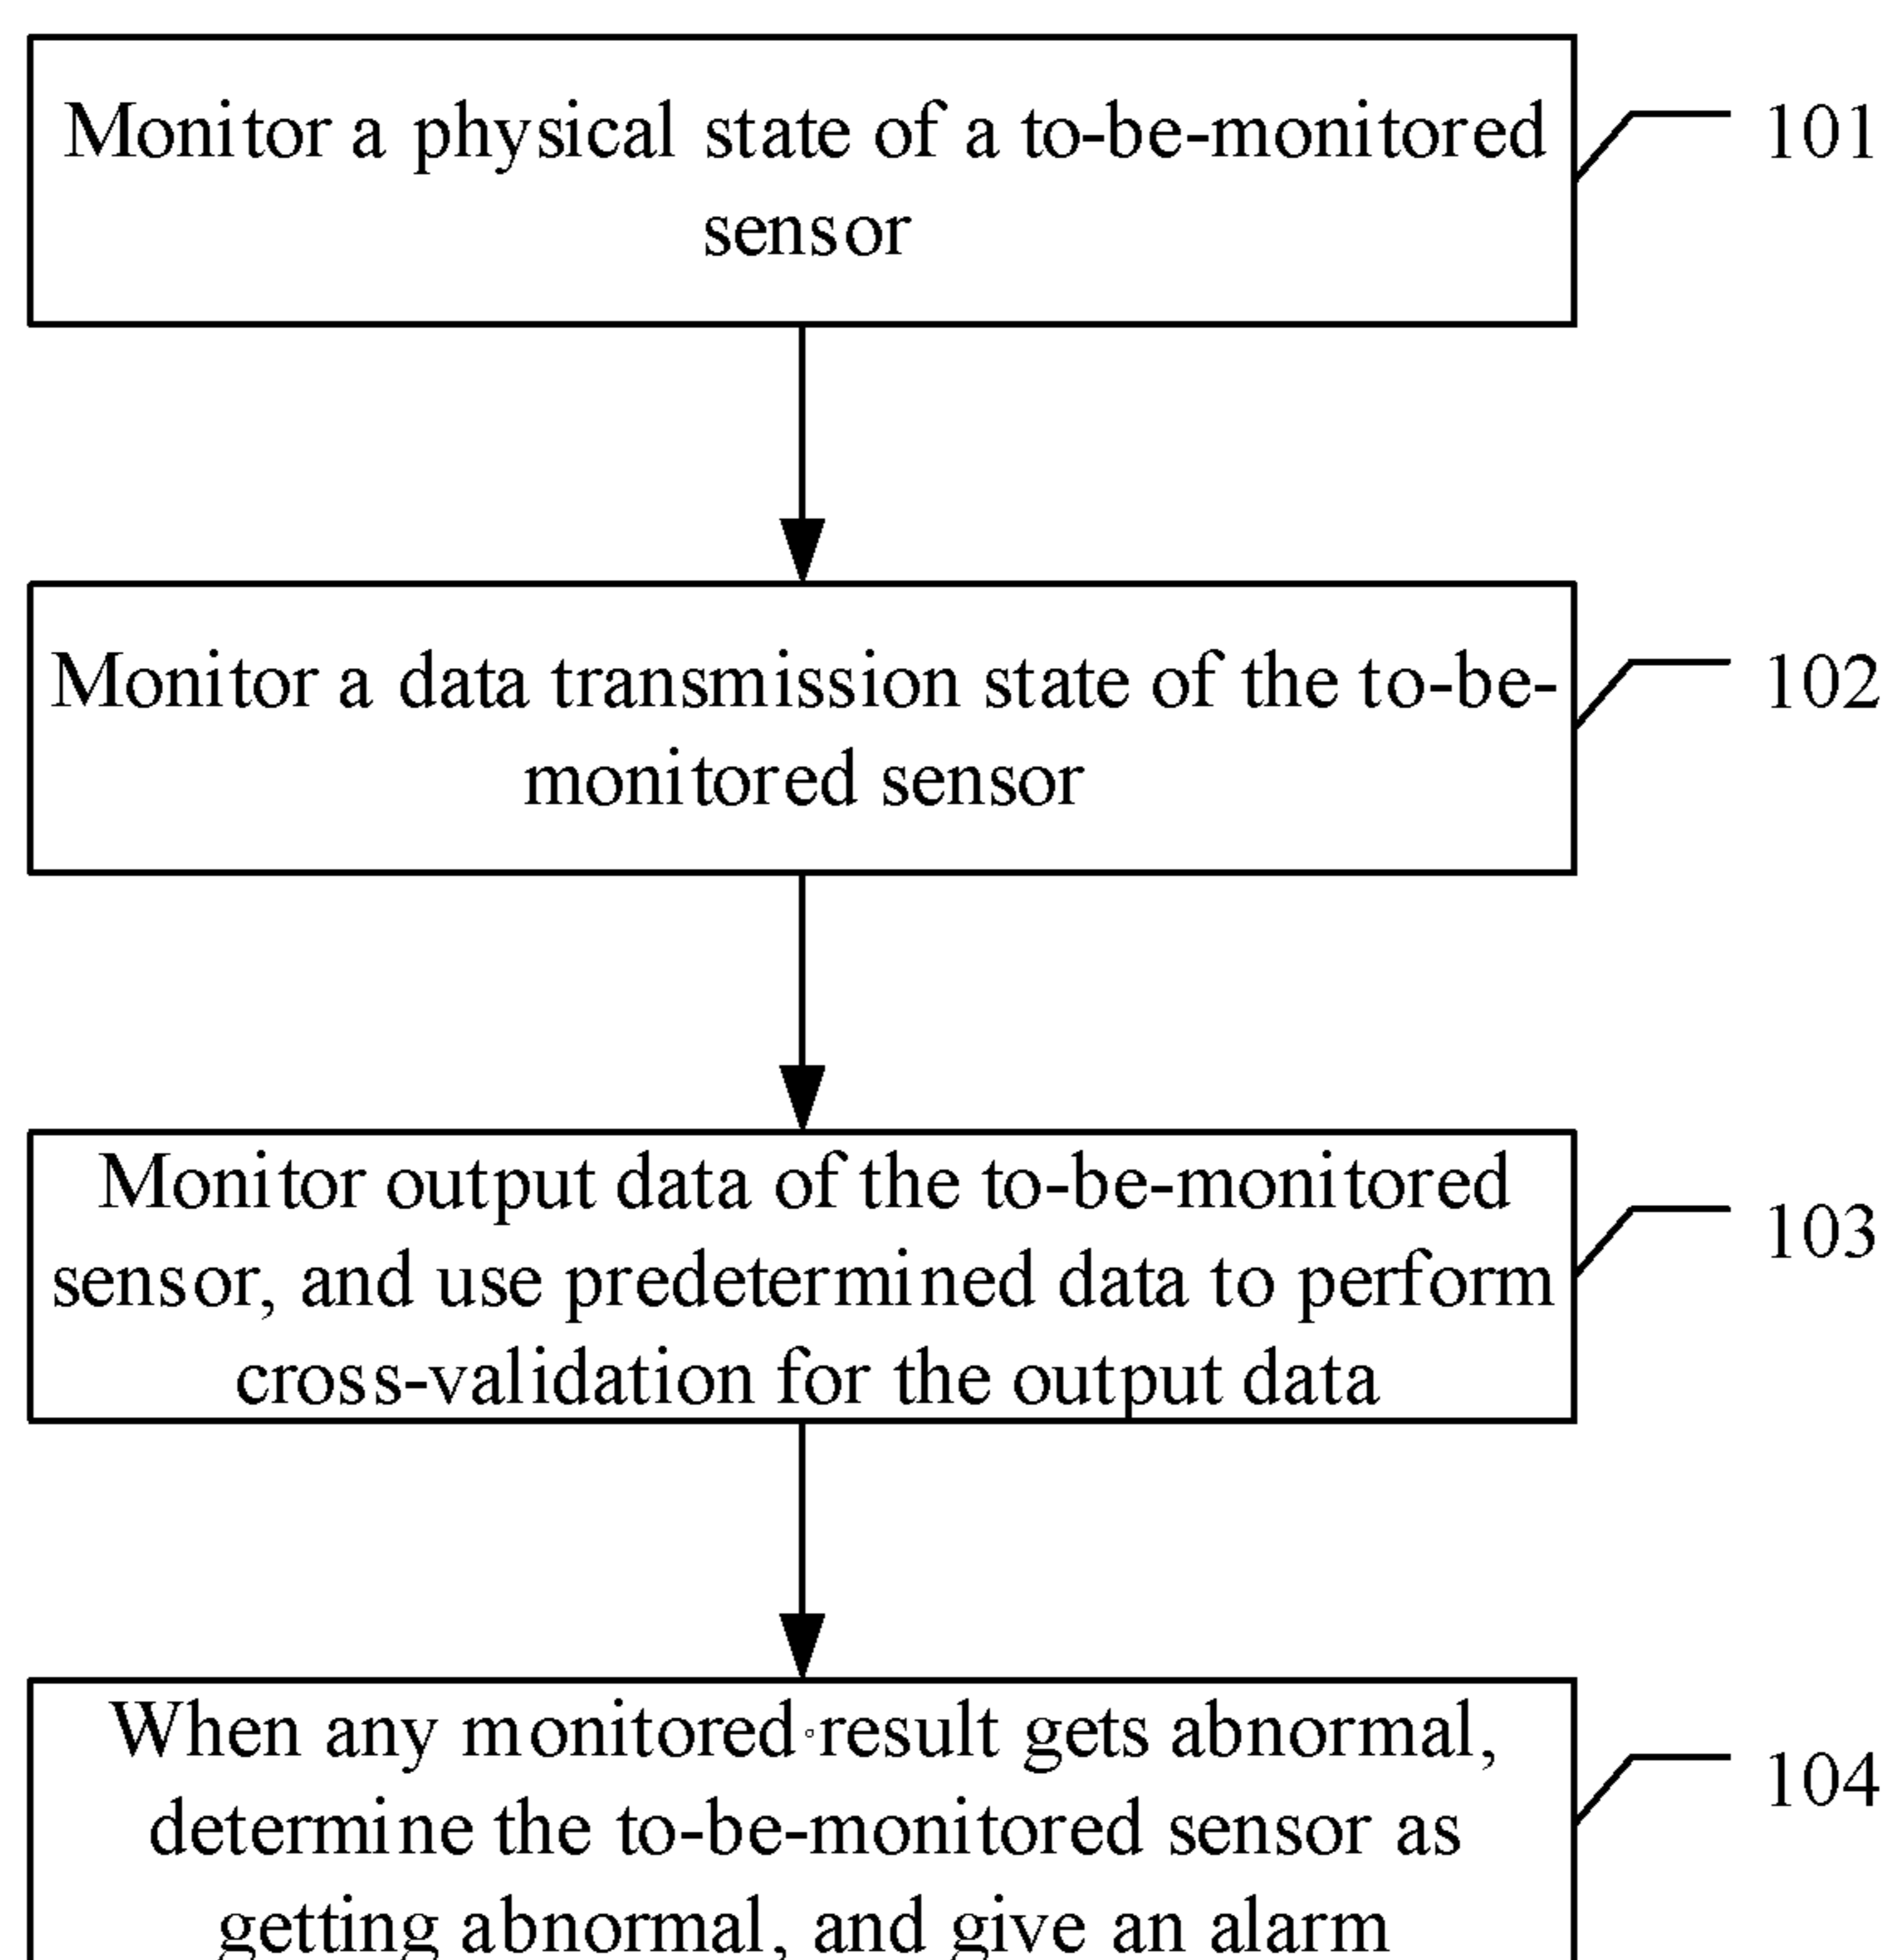 Monitor a physical state of a to-be-monitored
sensor
101
Monitor a data transmission state of the to-be-
monitored sensor
102
Monitor output data of the to-be-monitored
sensor, and use predetermined data to perform
cross-validation for the output data
103
When any monitored result gets abnormal,
determine the to-be-monitored sensor as
getting abnormal, and give an alarm
104